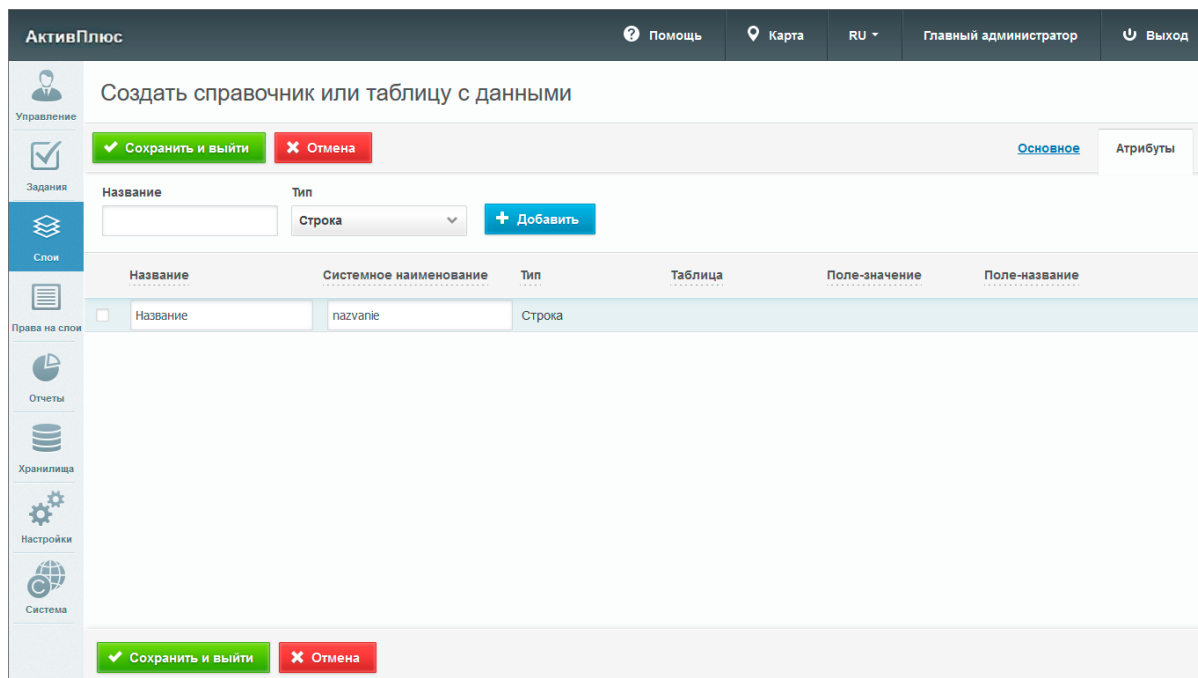 АктивПлюс
Помощь
Карта
RU
Главный администратор
Выход
Управление
Задания
Слои
Права на слои
Отчеты
Хранилища
Настройки
Система
Создать справочник или таблицу с данными
Сохранить и выйти
Отмена
Основное
Атрибуты
Название
Тип
Строка
Добавить
Название Системное наименование Тип Таблица Поле-значение Поле-название
Название nazvanie Строка
Сохранить и выйти
Отмена